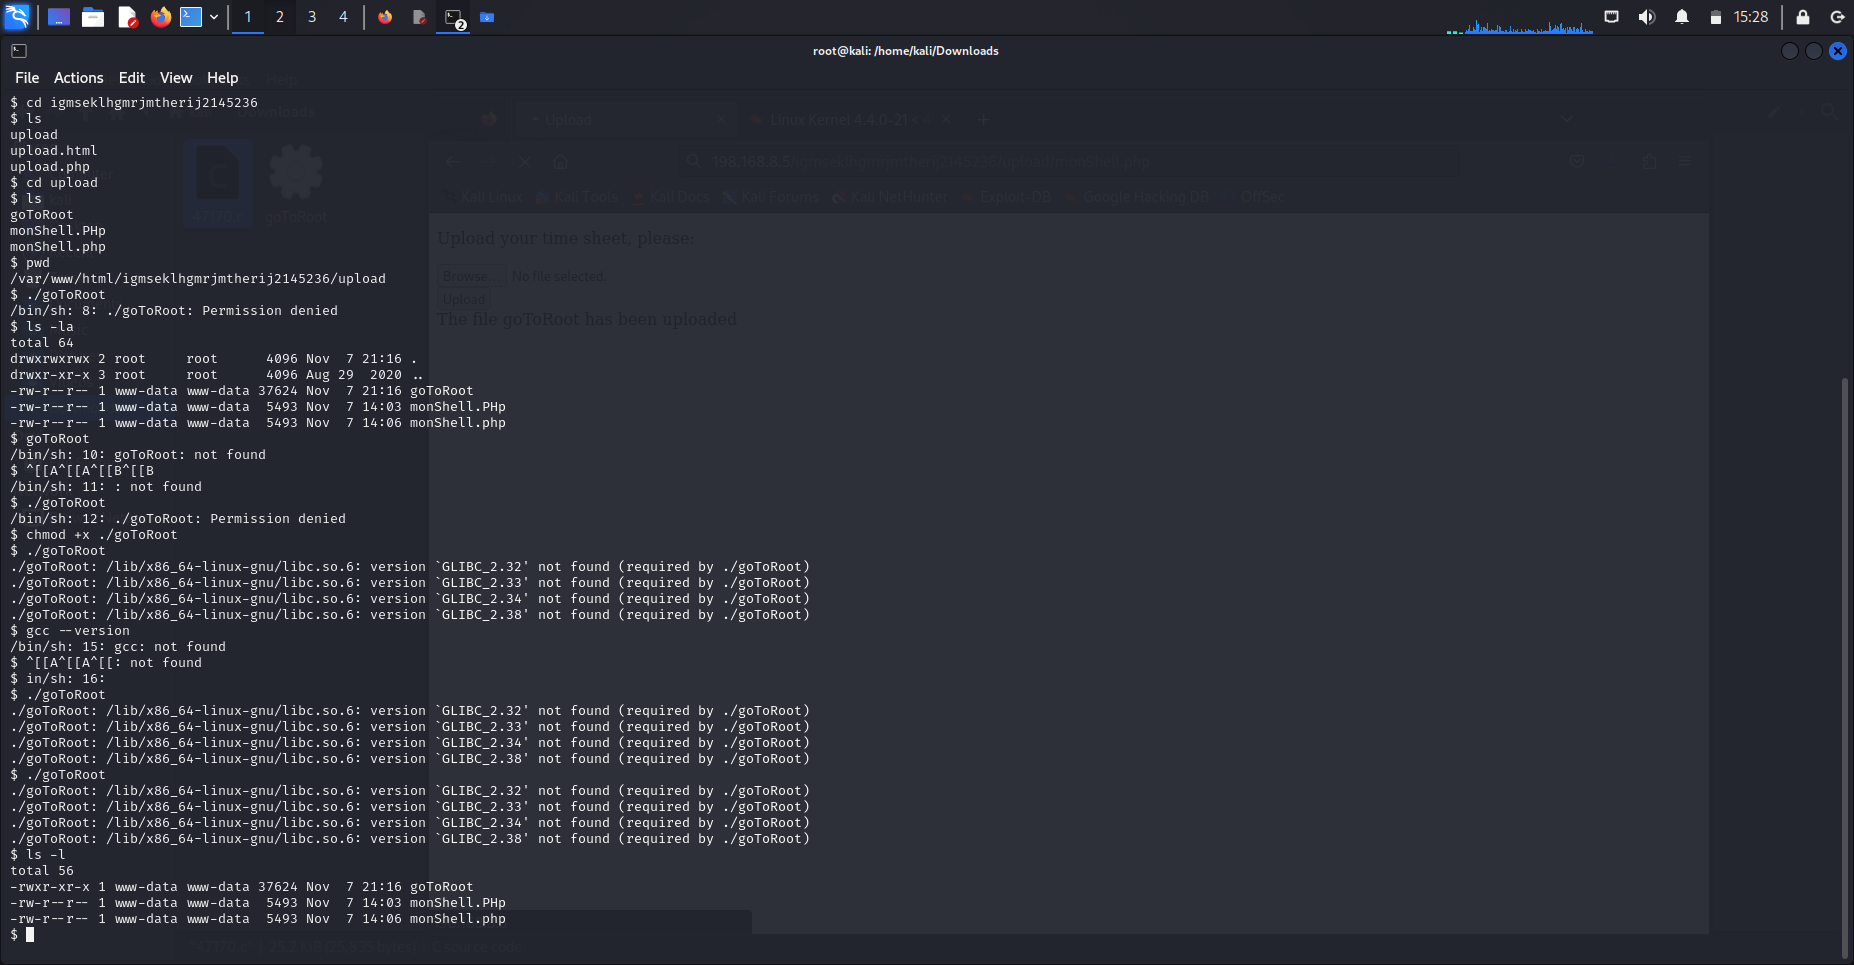 1 2 3 4 2 15:28
root@kali: /home/kali/Downloads
File Actions Edit View Help
$ cd igmseklhgmrjmtherij2145236
$ ls
upload
upload.html
upload.php
$ cd upload
$ ls
goToRoot
monShell.PHp
monShell.php
$ pwd
/var/www/html/igmseklhgmrjmtherij2145236/upload
$ ./goToRoot
/bin/sh: 8: ./goToRoot: Permission denied
$ ls -la
total 64
drwxrwxrwx 2 root     root      4096 Nov  7 21:16 .
drwxr-xr-x 3 root     root      4096 Aug 29  2020 ..
-rw-r--r-- 1 www-data www-data 37624 Nov  7 21:16 goToRoot
-rw-r--r-- 1 www-data www-data  5493 Nov  7 14:03 monShell.PHp
-rw-r--r-- 1 www-data www-data  5493 Nov  7 14:06 monShell.php
$ goToRoot
/bin/sh: 10: goToRoot: not found
$ ^[[A^[[A^[[B^[[B
/bin/sh: 11: : not found
$ ./goToRoot
/bin/sh: 12: ./goToRoot: Permission denied
$ chmod +x ./goToRoot
$ ./goToRoot
./goToRoot: /lib/x86_64-linux-gnu/libc.so.6: version `GLIBC_2.32' not found (required by ./goToRoot)
./goToRoot: /lib/x86_64-linux-gnu/libc.so.6: version `GLIBC_2.33' not found (required by ./goToRoot)
./goToRoot: /lib/x86_64-linux-gnu/libc.so.6: version `GLIBC_2.34' not found (required by ./goToRoot)
./goToRoot: /lib/x86_64-linux-gnu/libc.so.6: version `GLIBC_2.38' not found (required by ./goToRoot)
$ gcc --version
/bin/sh: 15: gcc: not found
$ ^[[A^[[A^[[: not found
$ in/sh: 16:
$ ./goToRoot
./goToRoot: /lib/x86_64-linux-gnu/libc.so.6: version `GLIBC_2.32' not found (required by ./goToRoot)
./goToRoot: /lib/x86_64-linux-gnu/libc.so.6: version `GLIBC_2.33' not found (required by ./goToRoot)
./goToRoot: /lib/x86_64-linux-gnu/libc.so.6: version `GLIBC_2.34' not found (required by ./goToRoot)
./goToRoot: /lib/x86_64-linux-gnu/libc.so.6: version `GLIBC_2.38' not found (required by ./goToRoot)
$ ./goToRoot
./goToRoot: /lib/x86_64-linux-gnu/libc.so.6: version `GLIBC_2.32' not found (required by ./goToRoot)
./goToRoot: /lib/x86_64-linux-gnu/libc.so.6: version `GLIBC_2.33' not found (required by ./goToRoot)
./goToRoot: /lib/x86_64-linux-gnu/libc.so.6: version `GLIBC_2.34' not found (required by ./goToRoot)
./goToRoot: /lib/x86_64-linux-gnu/libc.so.6: version `GLIBC_2.38' not found (required by ./goToRoot)
$ ls -l
total 56
-rwxr-xr-x 1 www-data www-data 37624 Nov  7 21:16 goToRoot
-rw-r--r-- 1 www-data www-data  5493 Nov  7 14:03 monShell.PHp
-rw-r--r-- 1 www-data www-data  5493 Nov  7 14:06 monShell.php
$
Upload
Linux Kernel 4.4.0-21
goToRoot
Kali Linux Kali Tools Kali Docs Kali Forums Kali NetHunter Exploit-DB Google Hacking DB OffSec
Upload your time sheet, please:
Browse... No file selected.
Upload
The file goToRoot has been uploaded